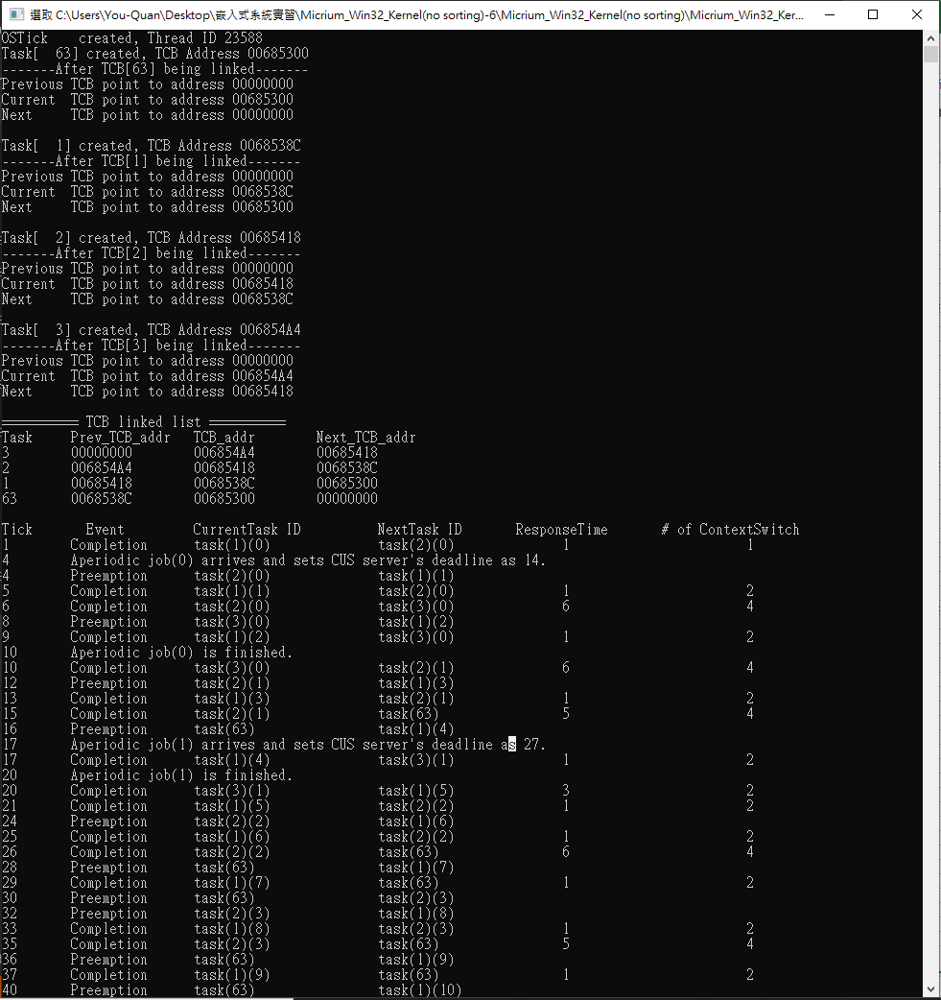 選取 C:\Users\You-Quan\Desktop\嵌入式系統實習\Micrium_Win32_Kernel(no sorting)-6\Micrium_Win32_Kernel(no sorting)\Micrium_Win32_Ker...
OSTick created, Thread ID 23588
Task[ 63] created, TCB Address 00685300
-------After TCB[63] being linked-------
Previous TCB point to address 00000000
Current TCB point to address 00685300
Next TCB point to address 00000000
Task[ 1] created, TCB Address 0068538C
-------After TCB[1] being linked-------
Previous TCB point to address 00000000
Current TCB point to address 0068538C
Next TCB point to address 00685300
Task[ 2] created, TCB Address 00685418
-------After TCB[2] being linked-------
Previous TCB point to address 00000000
Current TCB point to address 00685418
Next TCB point to address 0068538C
Task[ 3] created, TCB Address 006854A4
-------After TCB[3] being linked-------
Previous TCB point to address 00000000
Current TCB point to address 006854A4
Next TCB point to address 00685418
========== TCB linked list ==========
Task Prev_TCB_addr TCB_addr Next_TCB_addr
3 00000000 006854A4 00685418
2 006854A4 00685418 0068538C
1 00685418 0068538C 00685300
63 0068538C 00685300 00000000
Tick Event CurrentTask ID NextTask ID ResponseTime # of ContextSwitch
1 Completion task(1)(0) task(2)(0) 1 1
4 Aperiodic job(0) arrives and sets CUS server's deadline as 14.
4 Preemption task(2)(0) task(1)(1)
5 Completion task(1)(1) task(2)(0) 1 2
6 Completion task(2)(0) task(3)(0) 6 4
8 Preemption task(3)(0) task(1)(2)
9 Completion task(1)(2) task(3)(0) 1 2
10 Aperiodic job(0) is finished.
10 Completion task(3)(0) task(2)(1) 6 4
12 Preemption task(2)(1) task(1)(3)
13 Completion task(1)(3) task(2)(1) 1 2
15 Completion task(2)(1) task(63) 5 4
16 Preemption task(63) task(1)(4)
17 Aperiodic job(1) arrives and sets CUS server's deadline as 27.
17 Completion task(1)(4) task(3)(1) 1 2
20 Aperiodic job(1) is finished.
20 Completion task(3)(1) task(1)(5) 3 2
21 Completion task(1)(5) task(2)(2) 1 2
24 Preemption task(2)(2) task(1)(6)
25 Completion task(1)(6) task(2)(2) 1 2
26 Completion task(2)(2) task(63) 6 4
28 Preemption task(63) task(1)(7)
29 Completion task(1)(7) task(63) 1 2
30 Preemption task(63) task(2)(3)
32 Preemption task(2)(3) task(1)(8)
33 Completion task(1)(8) task(2)(3) 1 2
35 Completion task(2)(3) task(63) 5 4
36 Preemption task(63) task(1)(9)
37 Completion task(1)(9) task(63) 1 2
40 Preemption task(63) task(1)(10)